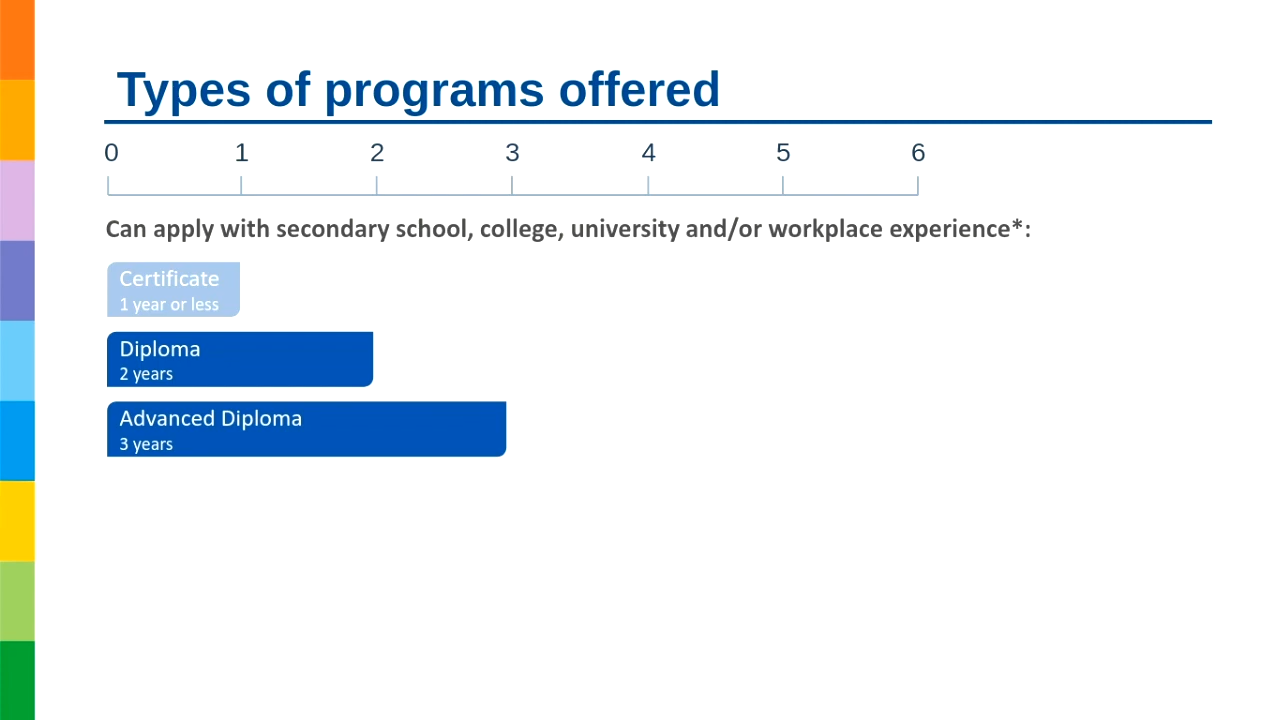 Types of programs offered
0 1 2 3 4 5 6
Can apply with secondary school, college, university and/or workplace experience*:
Certificate
1 year or less
Diploma
2 years
Advanced Diploma
3 years